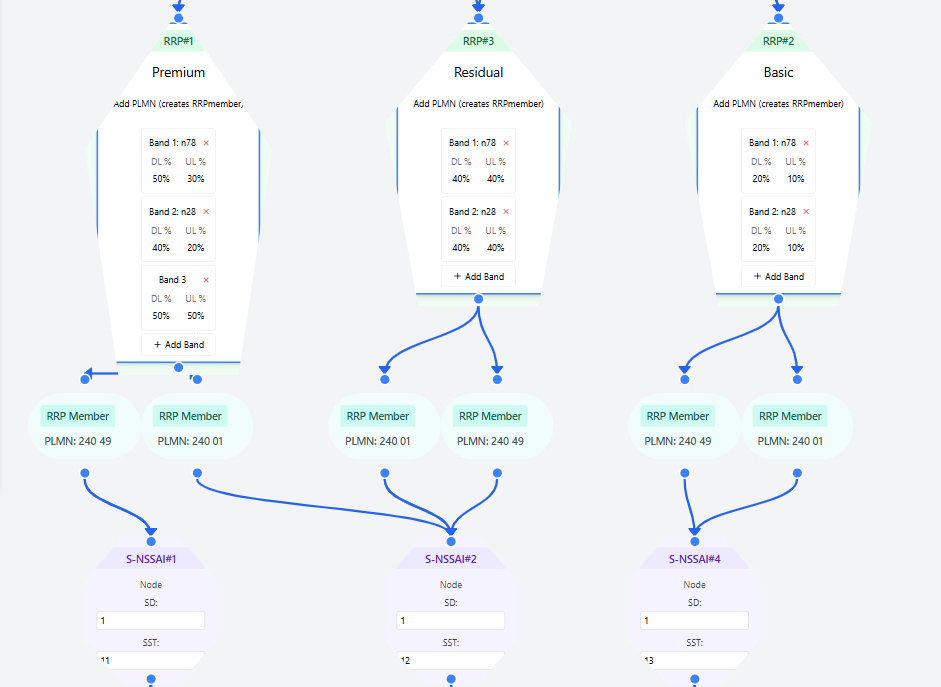 RRP#1
Premium
Add PLMN (creates RRPmember)
Band 1: n78 ×
DL % UL %
50% 30%
Band 2: n28 ×
DL % UL %
40% 20%
Band 3 ×
DL % UL %
50% 50%
+ Add Band
RRP#3
Residual
Add PLMN (creates RRPmember)
Band 1: n78 ×
DL % UL %
40% 40%
Band 2: n28 ×
DL % UL %
40% 40%
+ Add Band
RRP#2
Basic
Add PLMN (creates RRPmember)
Band 1: n78 ×
DL % UL %
20% 10%
Band 2: n28 ×
DL % UL %
20% 10%
+ Add Band
RRP Member
PLMN: 240 49
RRP Member
PLMN: 240 01
RRP Member
PLMN: 240 01
RRP Member
PLMN: 240 49
RRP Member
PLMN: 240 49
RRP Member
PLMN: 240 01
S-NSSAI#1
Node
SD:
1
SST:
11
S-NSSAI#2
Node
SD:
1
SST:
12
S-NSSAI#4
Node
SD:
1
SST:
13